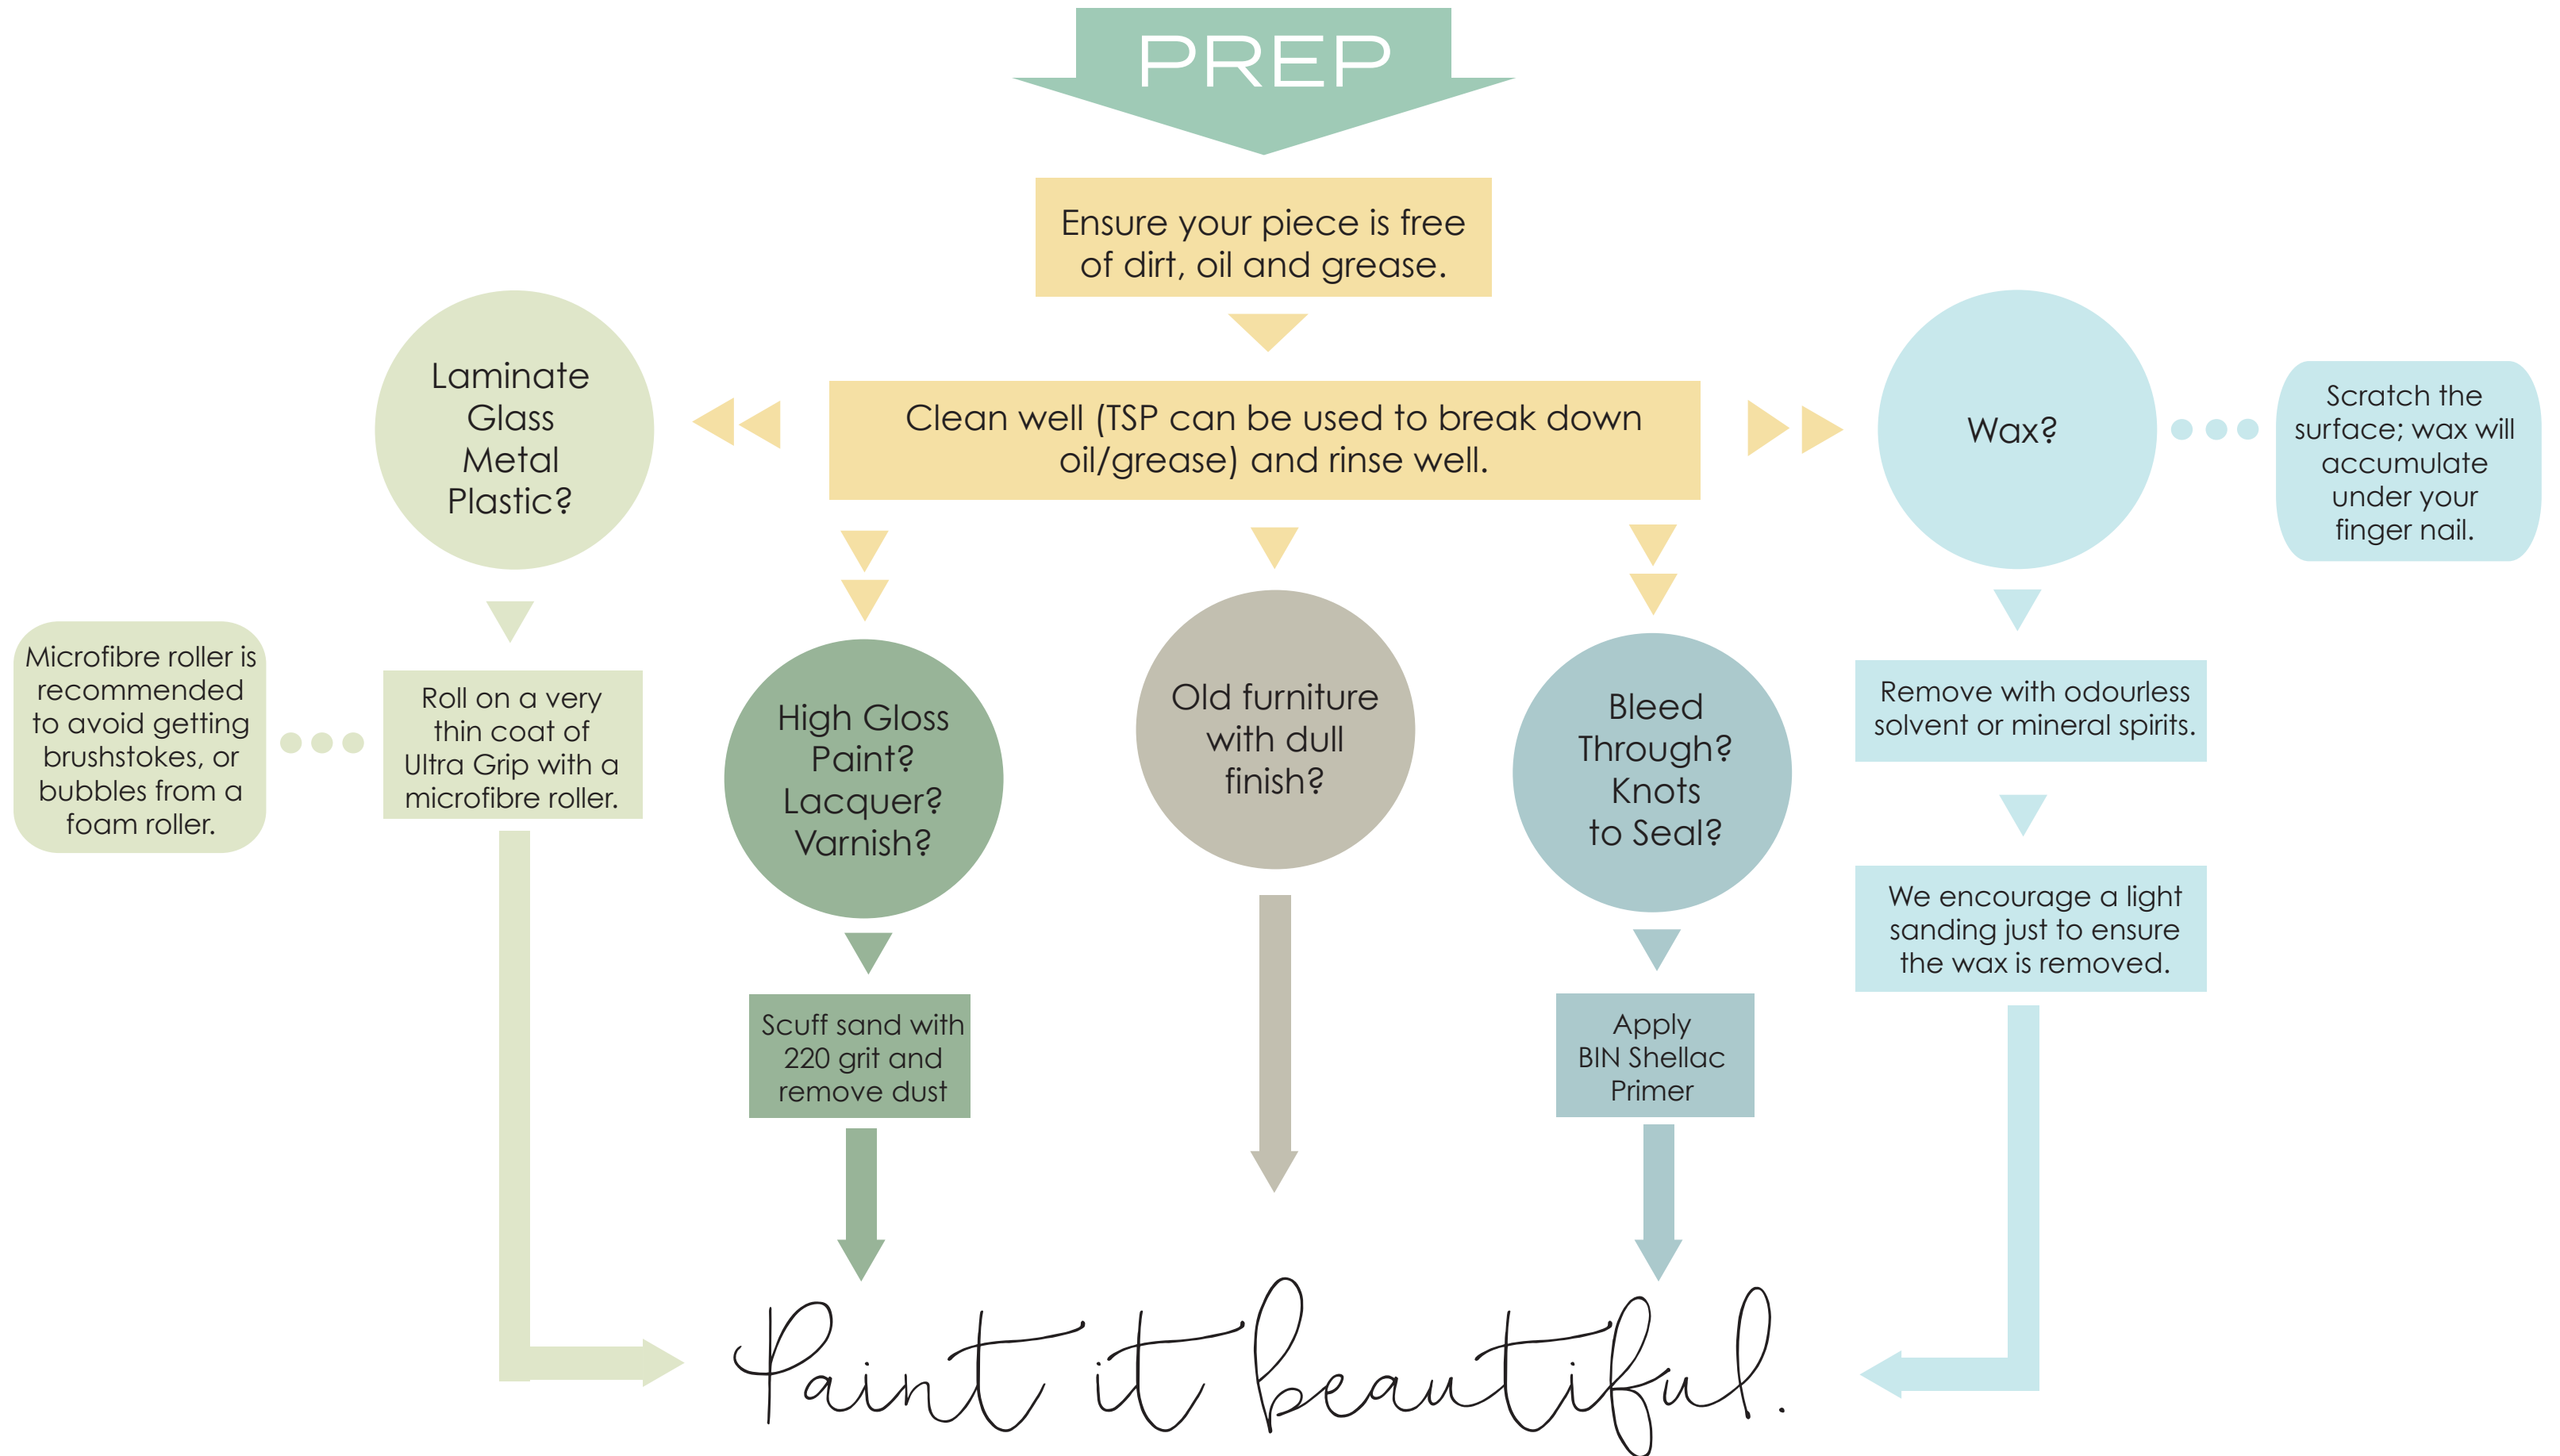 PREP
Ensure your piece is free
of dirt, oil and grease.
Clean well (TSP can be used to break down
oil/grease) and rinse well.
Laminate
Glass
Metal
Plastic?
Roll on a very
thin coat of
Ultra Grip with a
microfibre roller.
Microfibre roller is
recommended
to avoid getting
brushstokes, or
bubbles from a
foam roller.
High Gloss
Paint?
Lacquer?
Varnish?
Scuff sand with
220 grit and
remove dust
Old furniture
with dull
finish?
Bleed
Through?
Knots
to Seal?
Apply
BIN Shellac
Primer
Wax?
Scratch the
surface; wax will
accumulate
under your
finger nail.
Remove with odourless
solvent or mineral spirits.
We encourage a light
sanding just to ensure
the wax is removed.
Paint it beautiful.